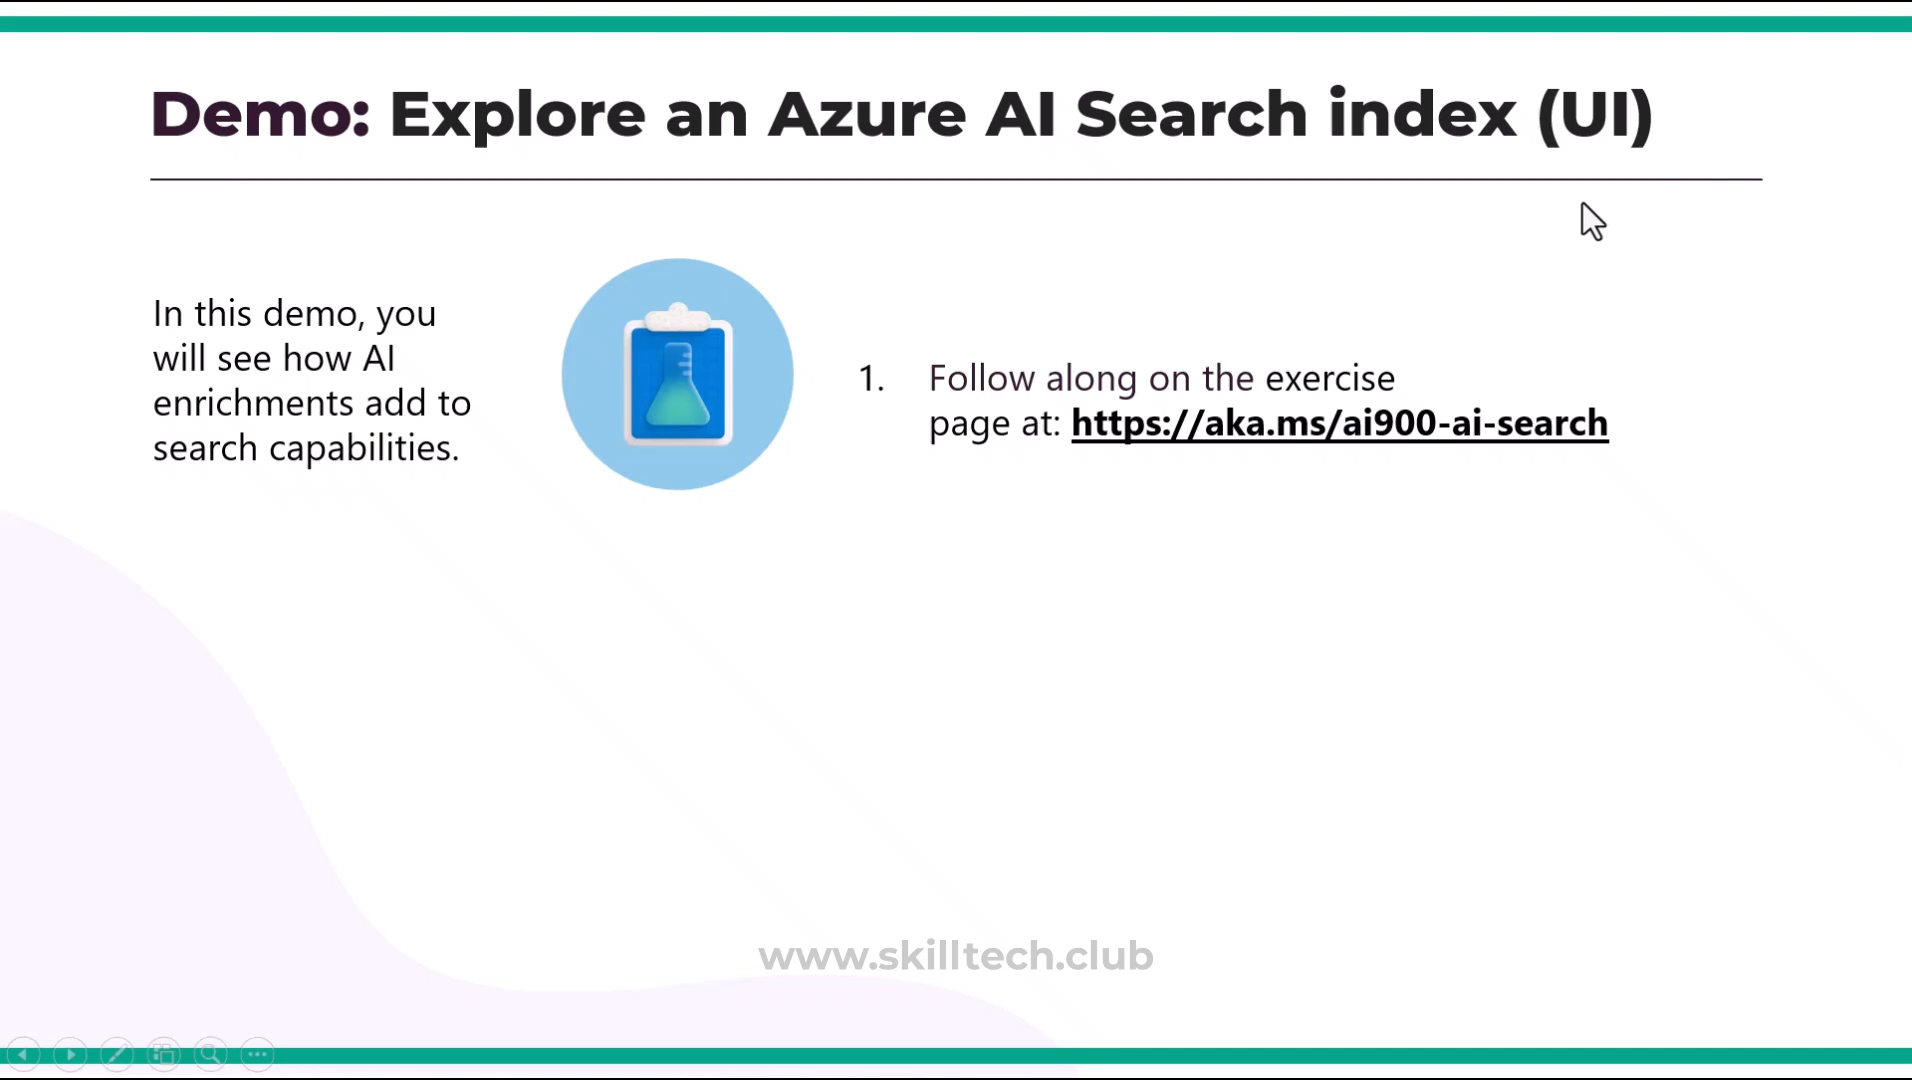 Demo: Explore an Azure AI Search index (UI)
In this demo, you
will see how AI
enrichments add to
search capabilities.
1. Follow along on the exercise
page at: https://aka.ms/ai900-ai-search
www.skilltech.club